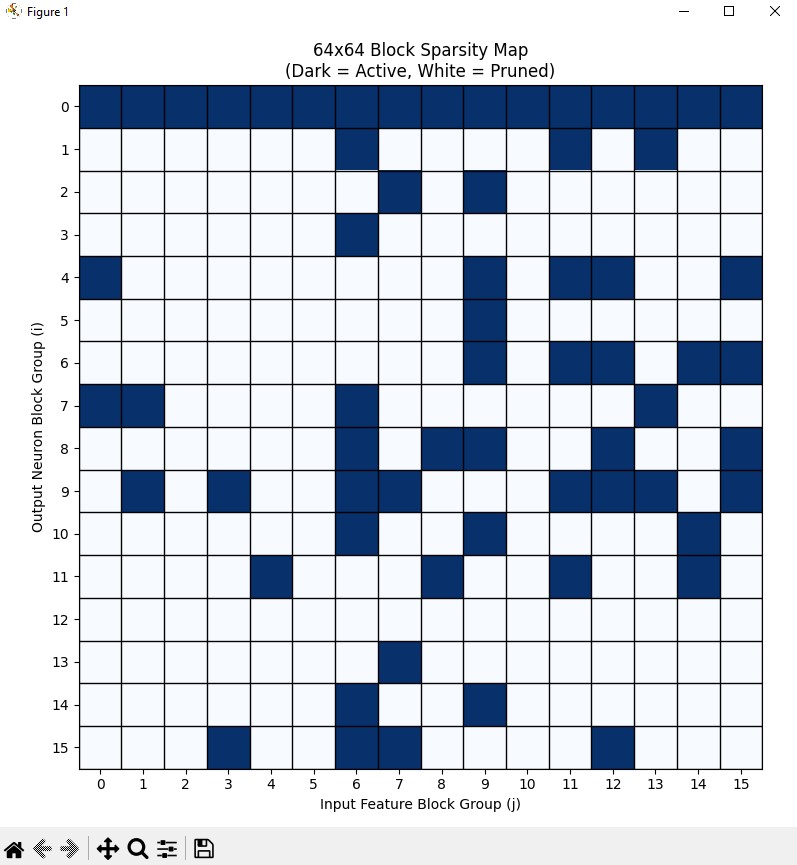 Figure 1
64x64 Block Sparsity Map
(Dark = Active, White = Pruned)
Output Neuron Block Group (i)
0
1
2
3
4
5
6
7
8
9
10
11
12
13
14
15
0 1 2 3 4 5 6 7 8 9 10 11 12 13 14 15
Input Feature Block Group (j)